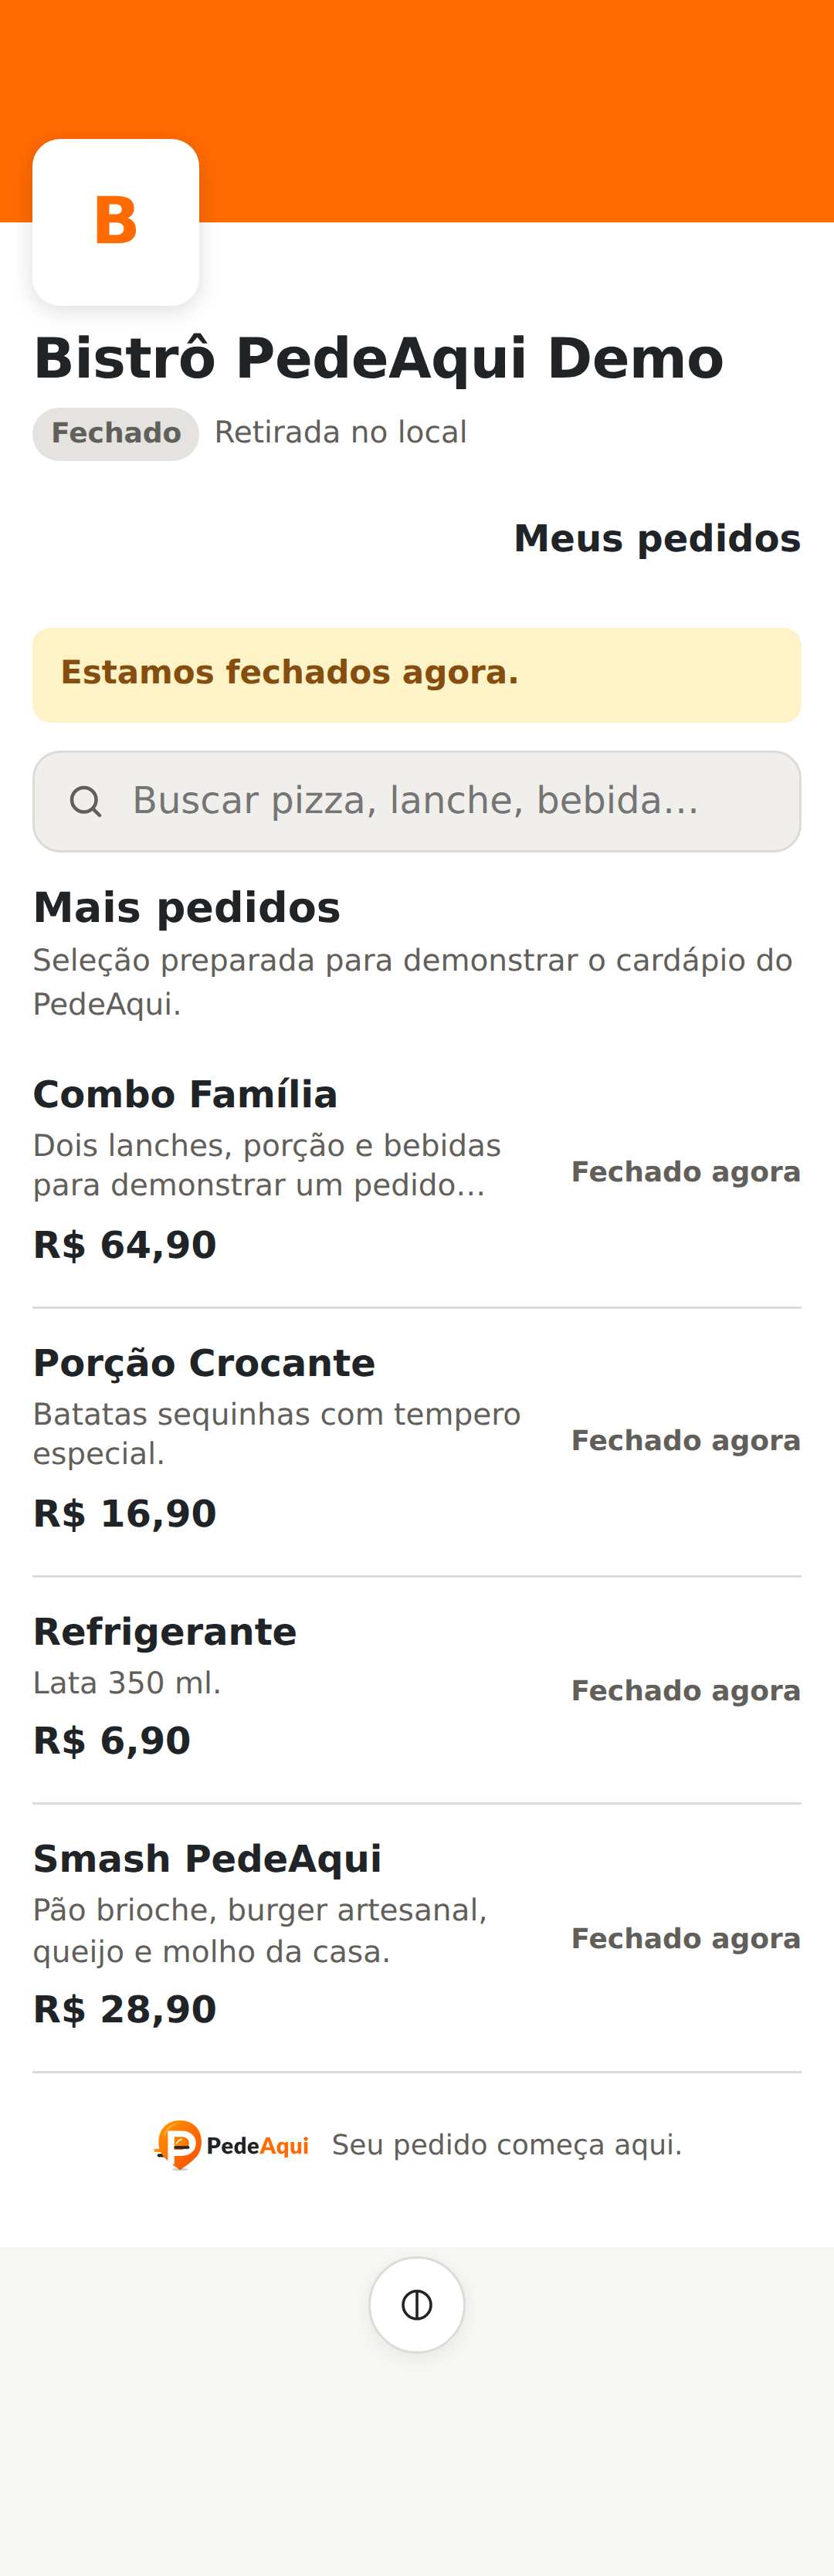 B
Bistrô PedeAqui Demo
Fechado Retirada no local
Meus pedidos
Estamos fechados agora.
Buscar pizza, lanche, bebida...
Mais pedidos
Seleção preparada para demonstrar o cardápio do
PedeAqui.
Combo Família
Dois lanches, porção e bebidas
para demonstrar um pedido...
Fechado agora
R$ 64,90
Porção Crocante
Batatas sequinhas com tempero
especial.
Fechado agora
R$ 16,90
Refrigerante
Lata 350 ml.
Fechado agora
R$ 6,90
Smash PedeAqui
Pão brioche, burger artesanal,
queijo e molho da casa.
Fechado agora
R$ 28,90
PedeAqui Seu pedido começa aqui.